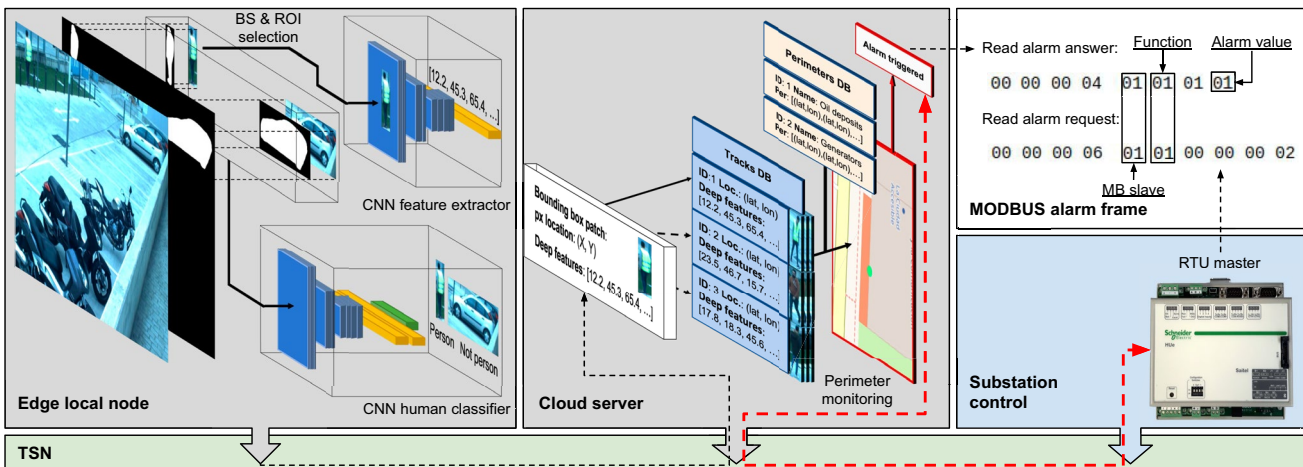 BS & ROI
selection
[12.2, 45.3, 65.4, ...]
CNN feature extractor
Person
Not person
CNN human classifier
Edge local node
Bounding box patch:
px location: (X, Y)
Deep features: [12.2, 45.3, 65.4, ...]
Tracks DB
ID:1 Loc.: (lat, lon)
Deep features:
[12.2, 45.3, 65.4, ...]
ID: 2 Loc.: (lat, lon)
Deep features:
[23.5, 46.7, 15.7, ...]
ID: 3 Loc.: (lat, lon)
Deep features:
[17.8, 18.3, 45.6, ...]
Perimeters DB
ID: 1 Name: Oil deposits
Per: [(lat,lon),(lat,lon),...]
ID: 2 Name: Generators
Per: [(lat,lon),(lat,lon),...]
Alarm triggered
Perimeter
monitoring
Cloud server
Read alarm answer:
Function
Alarm value
00 00 00 04 01 01 01 01
Read alarm request:
00 00 00 06 01 01 00 00 00 02
MB slave
MODBUS alarm frame
RTU master
Schneider
Electric
HUe
Saitel
Substation
control
TSN